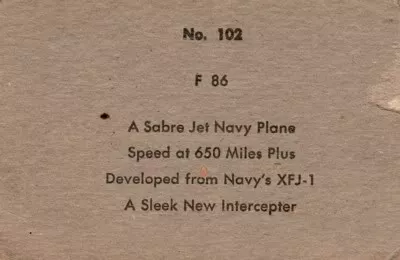 No. 102
F 86
A Sabre Jet Navy Plane
Speed at 650 Miles Plus
Developed from Navy's XFJ-1
A Sleek New Intercepter